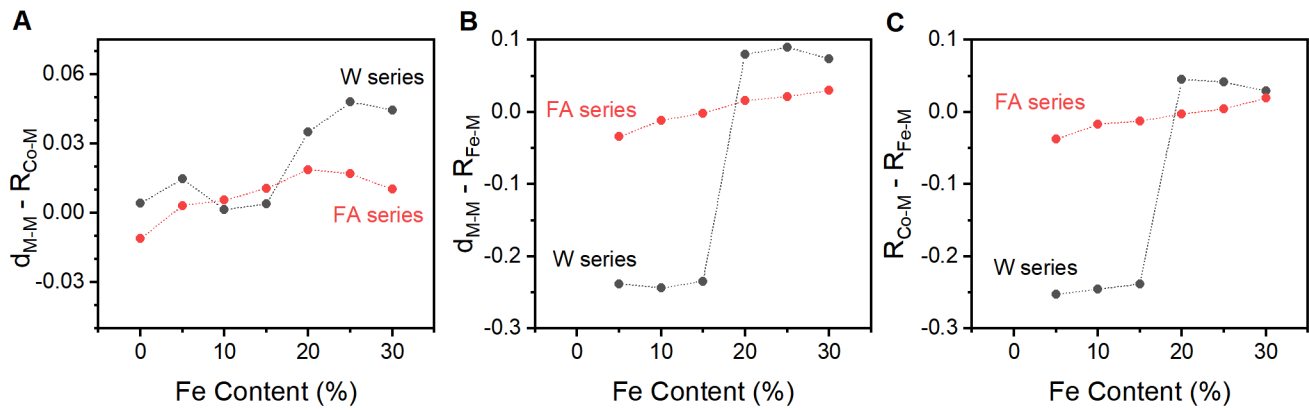 A
d_M-M - R_Co-M
0.06
0.03
0.00
-0.03
W series
FA series
0 5 10 15 20 25 30
Fe Content (%)
B
d_M-M - R_Fe-M
0.1
0.0
-0.1
-0.2
-0.3
FA series
W series
0 10 20 30
Fe Content (%)
C
R_Co-M - R_Fe-M
0.1
0.0
-0.1
-0.2
-0.3
FA series
W series
0 10 20 30
Fe Content (%)